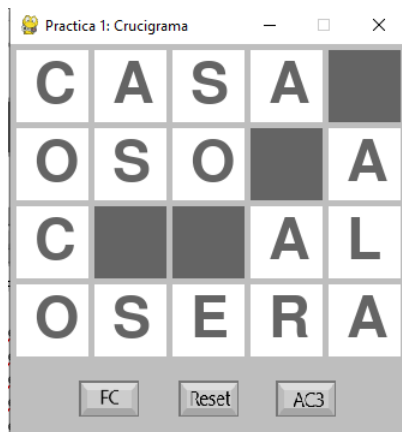 Practica 1: Crucigrama
C A S A
O S O A
C A L
O S E R A
FC Reset AC3